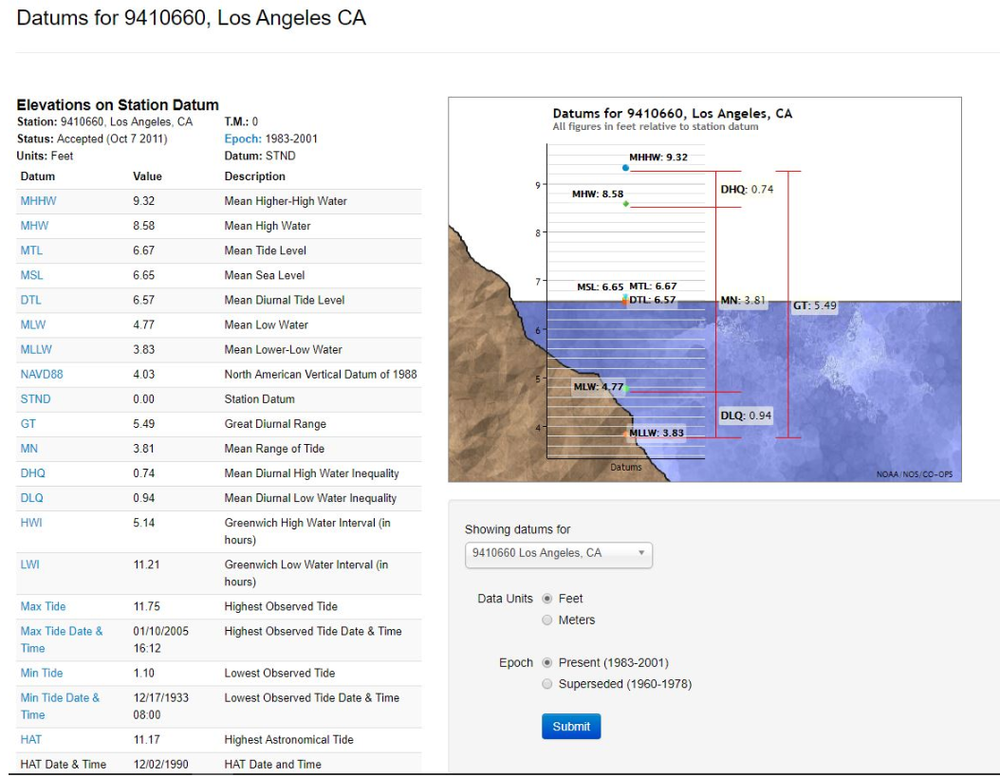 Datums for 9410660, Los Angeles CA
Elevations on Station Datum
Station: 9410660, Los Angeles, CA T.M.: 0
Status: Accepted (Oct 7 2011) Epoch: 1983-2001
Units: Feet Datum: STND
Datum Value Description
MHHW 9.32 Mean Higher-High Water
MHW 8.58 Mean High Water
MTL 6.67 Mean Tide Level
MSL 6.65 Mean Sea Level
DTL 6.57 Mean Diurnal Tide Level
MLW 4.77 Mean Low Water
MLLW 3.83 Mean Lower-Low Water
NAVD88 4.03 North American Vertical Datum of 1988
STND 0.00 Station Datum
GT 5.49 Great Diurnal Range
MN 3.81 Mean Range of Tide
DHQ 0.74 Mean Diurnal High Water Inequality
DLQ 0.94 Mean Diurnal Low Water Inequality
HWI 5.14 Greenwich High Water Interval (in
hours)
LWI 11.21 Greenwich Low Water Interval (in
hours)
Max Tide 11.75 Highest Observed Tide
Max Tide Date & 01/10/2005 Highest Observed Tide Date & Time
Time 16:12
Min Tide 1.10 Lowest Observed Tide
Min Tide Date & 12/17/1933 Lowest Observed Tide Date & Time
Time 08:00
HAT 11.17 Highest Astronomical Tide
HAT Date & Time 12/02/1990 HAT Date and Time
Datums for 9410660, Los Angeles, CA
All figures in feet relative to station datum
MHHW: 9.32
9
DHQ: 0.74
MHW: 8.58
8
7
MSL: 6.65 MTL: 6.67
DTL: 6.57 MN: 3.81
GT: 5.49
6
5
MLW: 4.77
DLQ: 0.94
4
MLLW: 3.83
Datums
NOAA/NOS/CO-OPS
Showing datums for
9410660 Los Angeles, CA
Data Units Feet
Meters
Epoch Present (1983-2001)
Superseded (1960-1978)
Submit